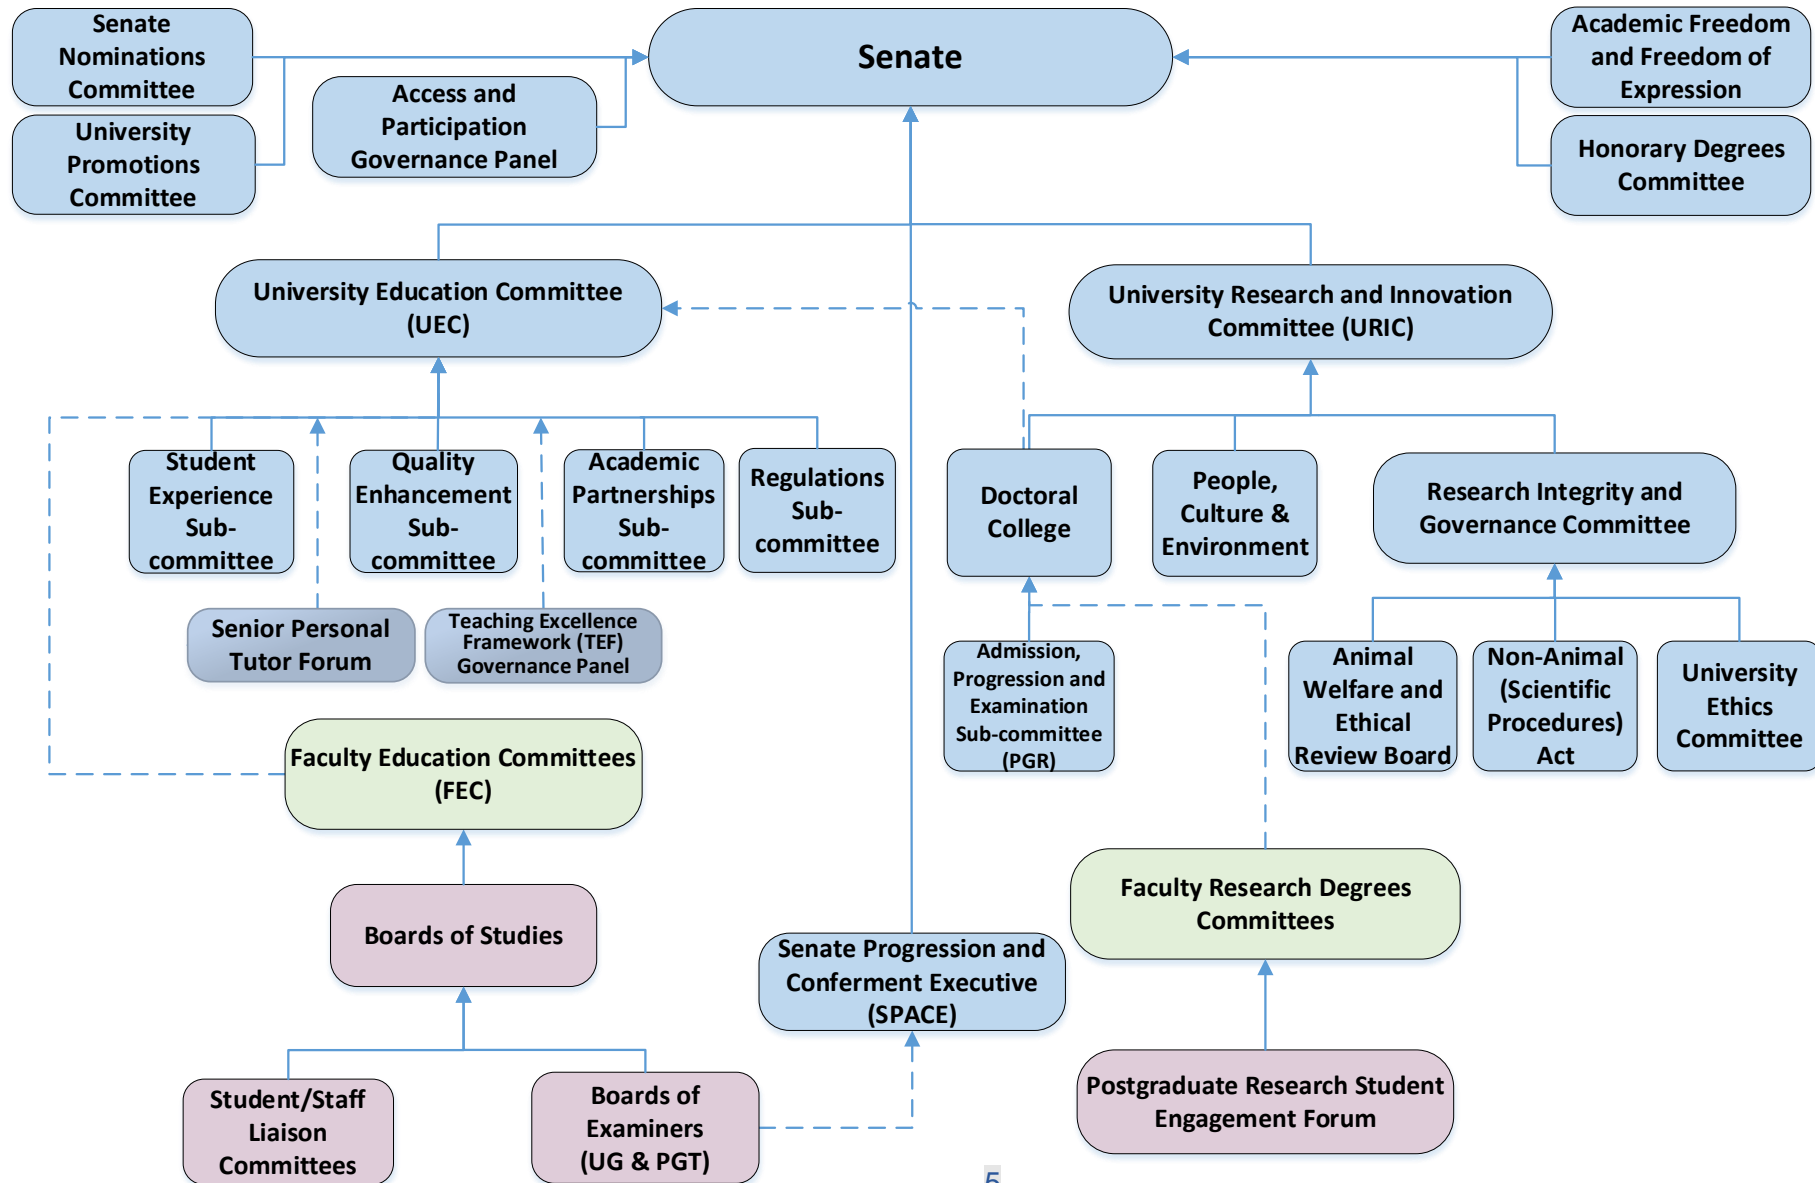 Senate
Nominations
Committee
Senate
Academic Freedom
and Freedom of
Expression
Access and
Participation
Governance Panel
University
Promotions
Committee
Honorary Degrees
Committee
University Education Committee
(UEC)
University Research and Innovation
Committee (URIC)
Student
Experience
Sub-
committee
Quality
Enhancement
Sub-
committee
Academic
Partnerships
Sub-
committee
Regulations
Sub-
committee
Doctoral
College
People,
Culture &
Environment
Research Integrity and
Governance Committee
Senior Personal
Tutor Forum
Teaching Excellence
Framework (TEF)
Governance Panel
Admission,
Progression and
Examination
Sub-committee
(PGR)
Animal
Welfare and
Ethical
Review Board
Non-Animal
(Scientific
Procedures)
Act
University
Ethics
Committee
Faculty Education Committees
(FEC)
Faculty Research Degrees
Committees
Boards of Studies
Senate Progression and
Conferment Executive
(SPACE)
Student/Staff
Liaison
Committees
Boards of
Examiners
(UG & PGT)
Postgraduate Research Student
Engagement Forum
5